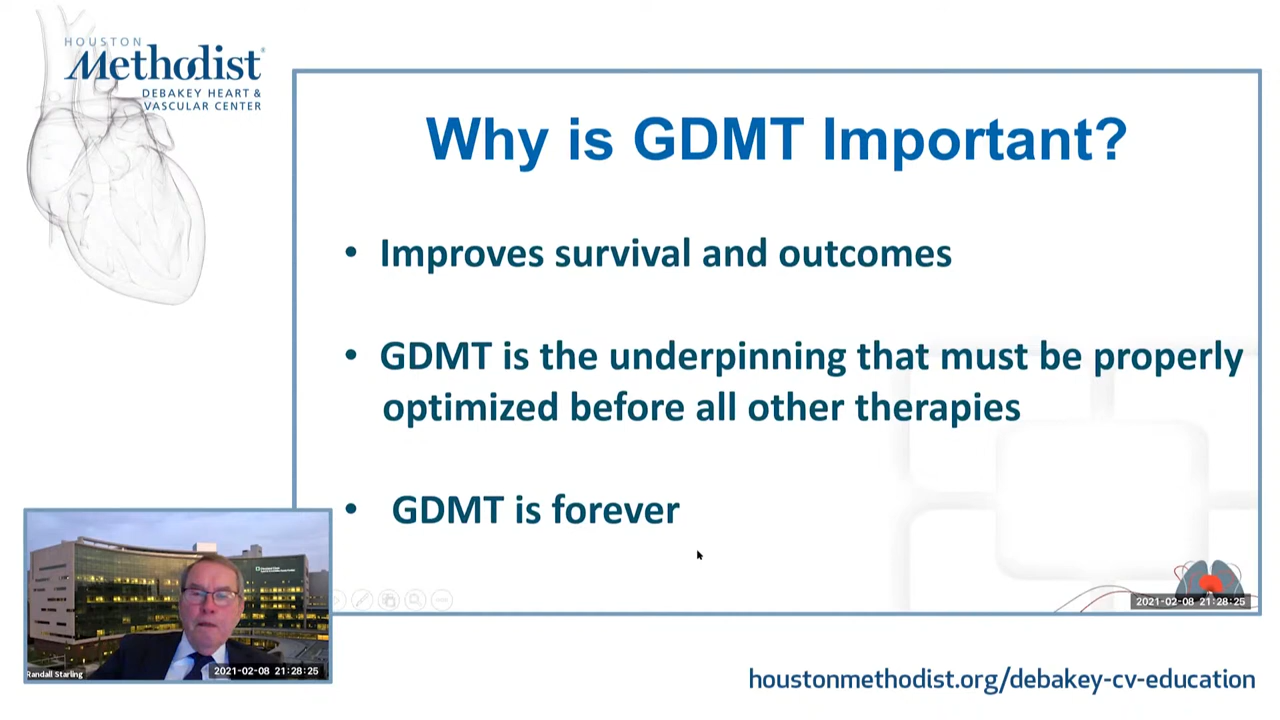 HOUSTON
Methodist
DEBAKEY HEART &
VASCULAR CENTER
Why is GDMT Important?
• Improves survival and outcomes
• GDMT is the underpinning that must be properly
optimized before all other therapies
• GDMT is forever
2021-02-08 21:28:25
Randall Starling
2021-02-08 21:28:25
houstonmethodist.org/debakey-cv-education